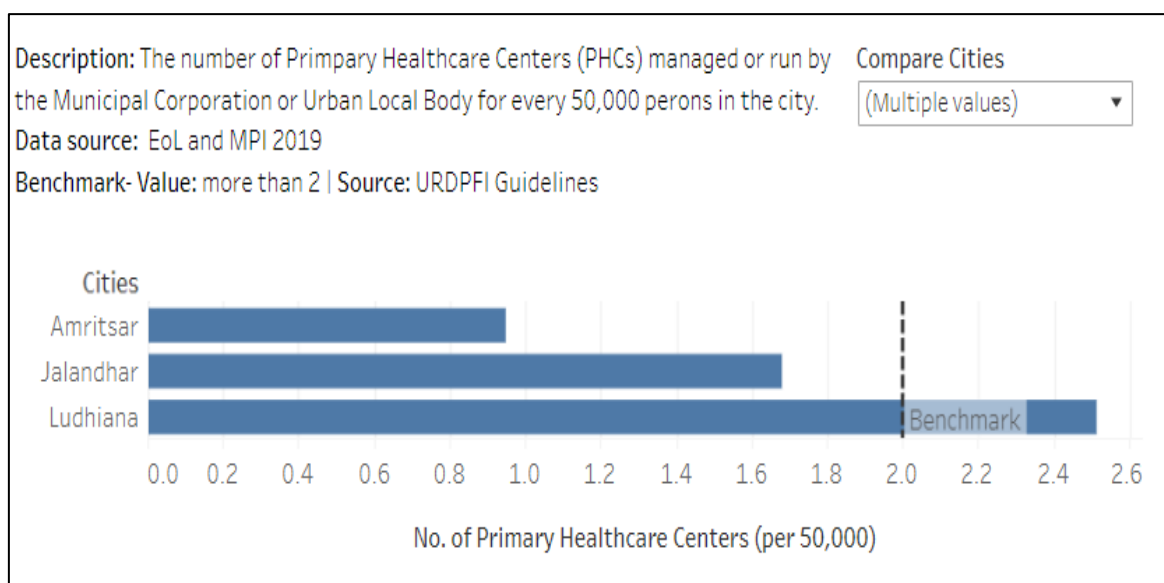 Description: The number of Primpary Healthcare Centers (PHCs) managed or run by
the Municipal Corporation or Urban Local Body for every 50,000 perons in the city.
Data source: EoL and MPI 2019
Benchmark- Value: more than 2 | Source: URDPFI Guidelines
Compare Cities
(Multiple values)
Cities
Amritsar
Jalandhar
Ludhiana
Benchmark
0.0 0.2 0.4 0.6 0.8 1.0 1.2 1.4 1.6 1.8 2.0 2.2 2.4 2.6
No. of Primary Healthcare Centers (per 50,000)